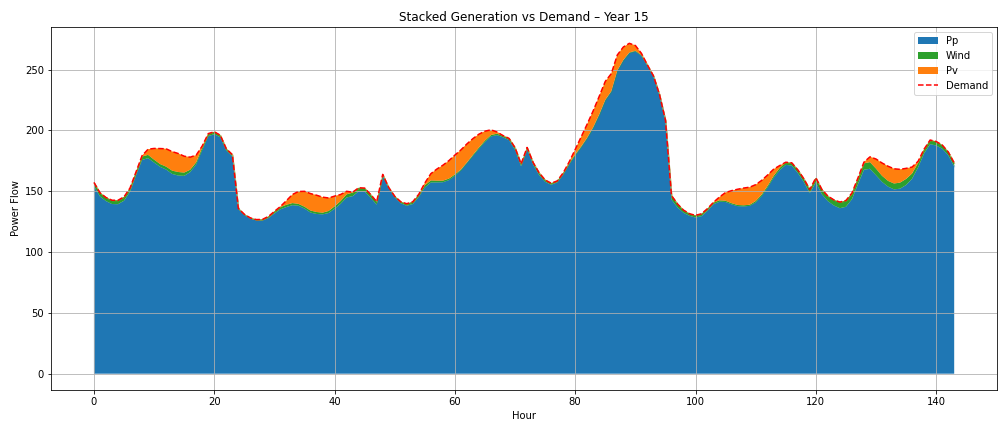 Stacked Generation vs Demand – Year 15
Pp
Wind
Pv
Demand
Power Flow
250
200
150
100
50
0
0 20 40 60 80 100 120 140
Hour